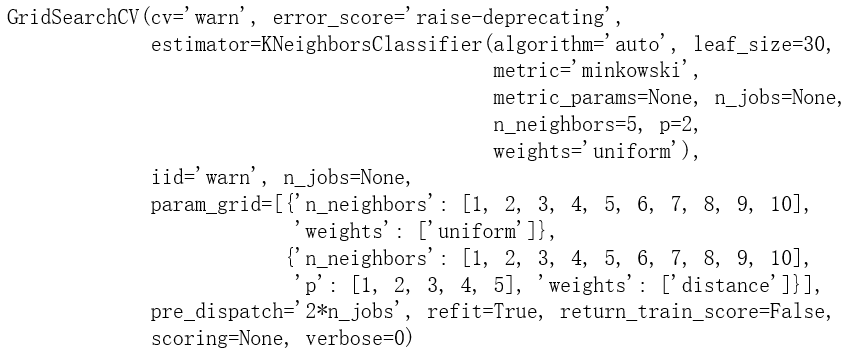 GridSearchCV(cv='warn', error_score='raise-deprecating',
             estimator=KNeighborsClassifier(algorithm='auto', leaf_size=30,
                                            metric='minkowski',
                                            metric_params=None, n_jobs=None,
                                            n_neighbors=5, p=2,
                                            weights='uniform'),
             iid='warn', n_jobs=None,
             param_grid=[{'n_neighbors': [1, 2, 3, 4, 5, 6, 7, 8, 9, 10],
                          'weights': ['uniform']},
                         {'n_neighbors': [1, 2, 3, 4, 5, 6, 7, 8, 9, 10],
                          'p': [1, 2, 3, 4, 5], 'weights': ['distance']}],
             pre_dispatch='2*n_jobs', refit=True, return_train_score=False,
             scoring=None, verbose=0)